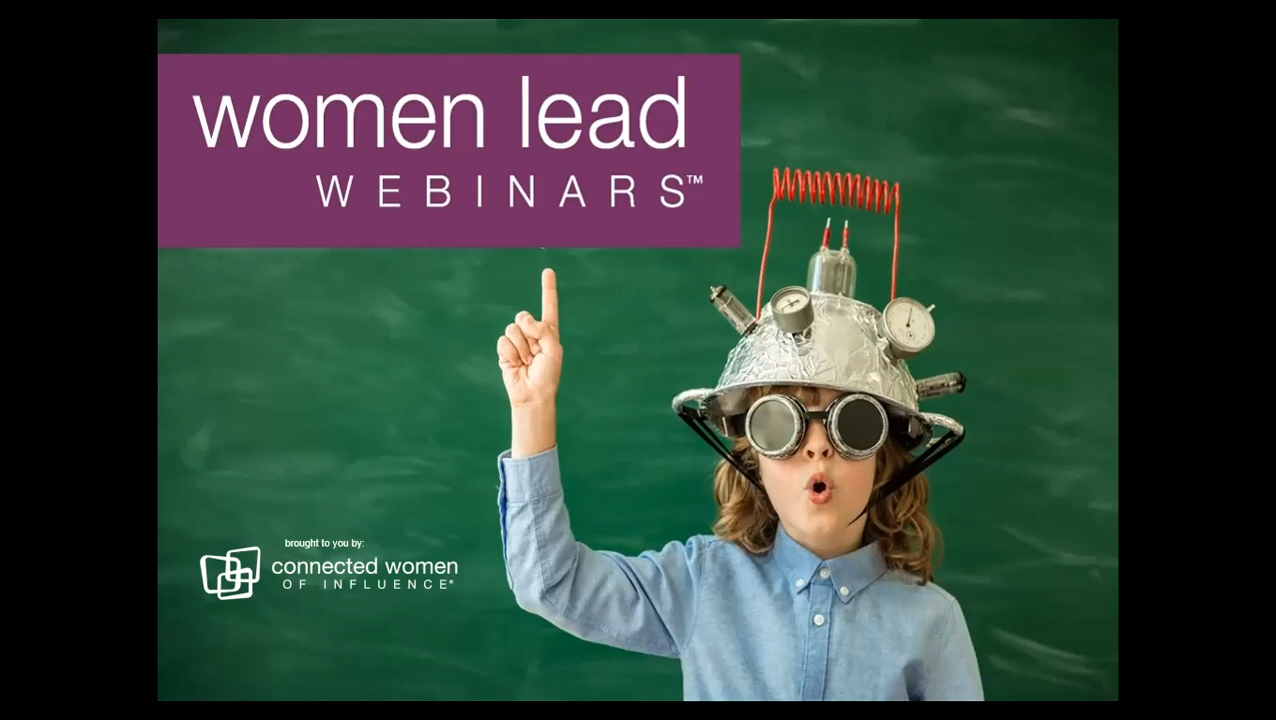 women lead
WEBINARS™
brought to you by:
connected women
OF INFLUENCE®